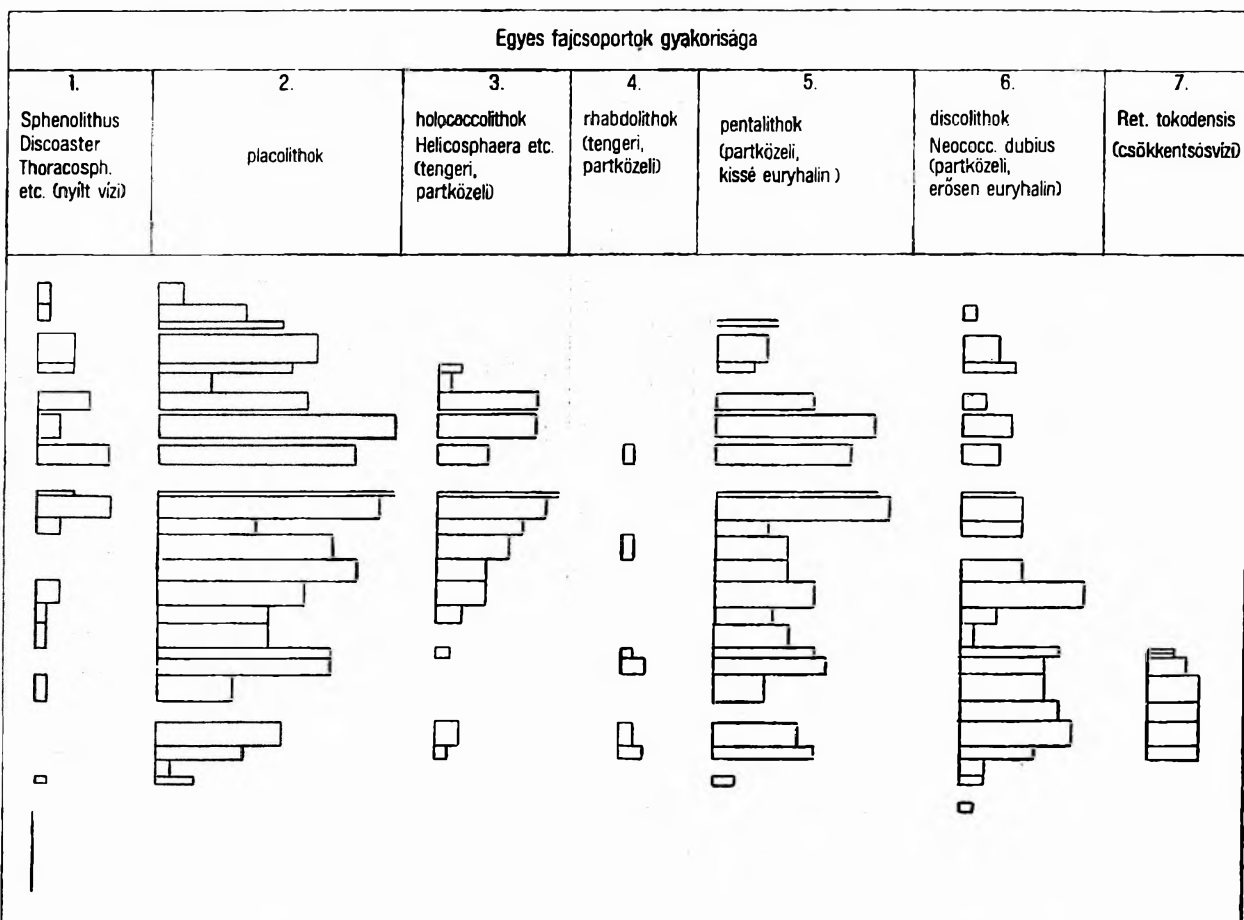 Egyes fajcsoportok gyakorisága
1.
Sphenolithus
Discoaster
Thoracosph.
etc. (nyílt vízi)
2.
placolithok
3.
holococcolithok
Helicosphaera etc.
(tengeri,
partközeli)
4.
rhabdolithok
(tengeri,
partközeli)
5.
pentalithok
(partközeli,
kissé euryhalin )
6.
discolithok
Neococc. dubius
(partközeli,
erősen euryhalin)
7.
Ret. tokodensis
(csökkentsósvízi)